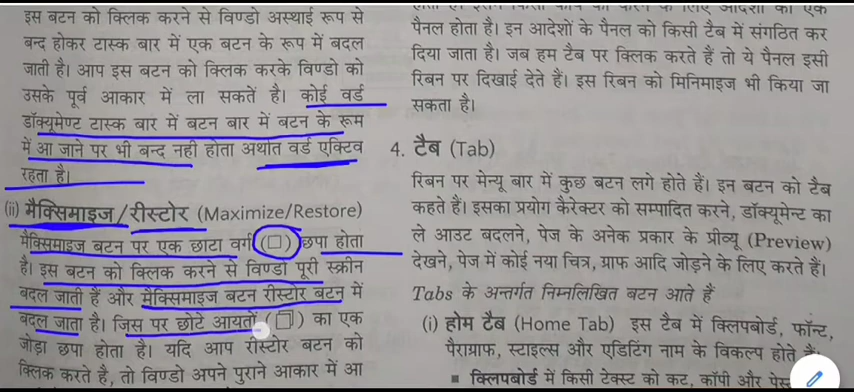 इस बटन को क्लिक करने से विण्डो अस्थाई रूप से
बन्द होकर टास्क बार में एक बटन के रूप में बदल
जाती है। आप इस बटन को क्लिक करके विण्डो को
उसके पूर्व आकार में ला सकतें है। कोई वर्ड
डॉक्यूमेण्ट टास्क बार में बटन बार में बटन के रूम
में आ जाने पर भी बन्द नही होता अर्थात वर्ड एक्टिव
रहता है।
(ii) मैक्सिमाइज/रीस्टोर (Maximize/Restore)
मैक्सिमाइज बटन पर एक छाटा वर्ग (□) छपा होता
है। इस बटन को क्लिक करने से विण्डो पूरी स्क्रीन
बदल जाती हैं और मैक्सिमाइज बटन रीस्टोर बटन में
बदल जाता है। जिस पर छोटे आयतों (□) का एक
जोड़ा छपा होता है। यदि आप रीस्टोर बटन को
क्लिक करते है, तो विण्डो अपने पुराने आकार में आ
पैनल होता है। इन आदेशों के पैनल को किसी टैब में संगठित कर
दिया जाता है। जब हम टैब पर क्लिक करते हैं तो ये पैनल इसी
रिबन पर दिखाई देते है। इस रिबन को मिनिमाइज भी किया जा
सकता है।
4. टैब (Tab)
रिबन पर मेन्यू बार में कुछ बटन लगे होते है। इन बटन को टैब
कहते है। इसका प्रयोग कैरेक्टर को सम्पादित करने, डॉक्यूमेन्ट का
ले आउट बदलने, पेज के अनेक प्रकार के प्रीव्यू (Preview)
देखने, पेज में कोई नया चित्र, ग्राफ आदि जोड़ने के लिए करते हैं।
Tabs के अन्तर्गत निम्नलिखित बटन आते है
(i) होम टैब (Home Tab) इस टैब में क्लिपबोर्ड, फॉन्ट,
पैराग्राफ, स्टाइल्स और एडिटिंग नाम के विकल्प होते हैं
▪ क्लिपबोर्ड में किसी टेक्स्ट को कट, कॉपी और पेस्